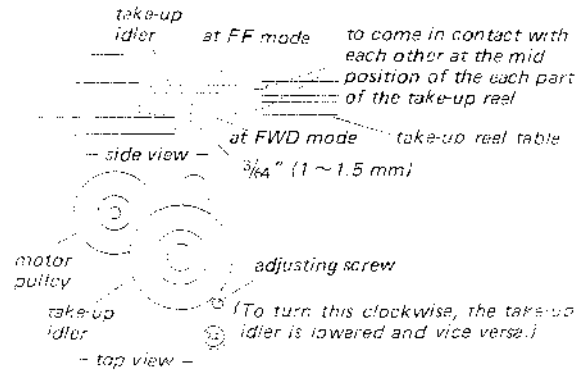 take-up
idler
at FF mode
to come in contact with
each other at the mid
position of the each part
of the take-up reel
at FWD mode
take-up reel table
– side view –
3/64" (1 ~ 1.5 mm)
motor
pulley
adjusting screw
take-up
idler
(To turn this clockwise, the take-up
idler is lowered and vice versa.)
– top view –